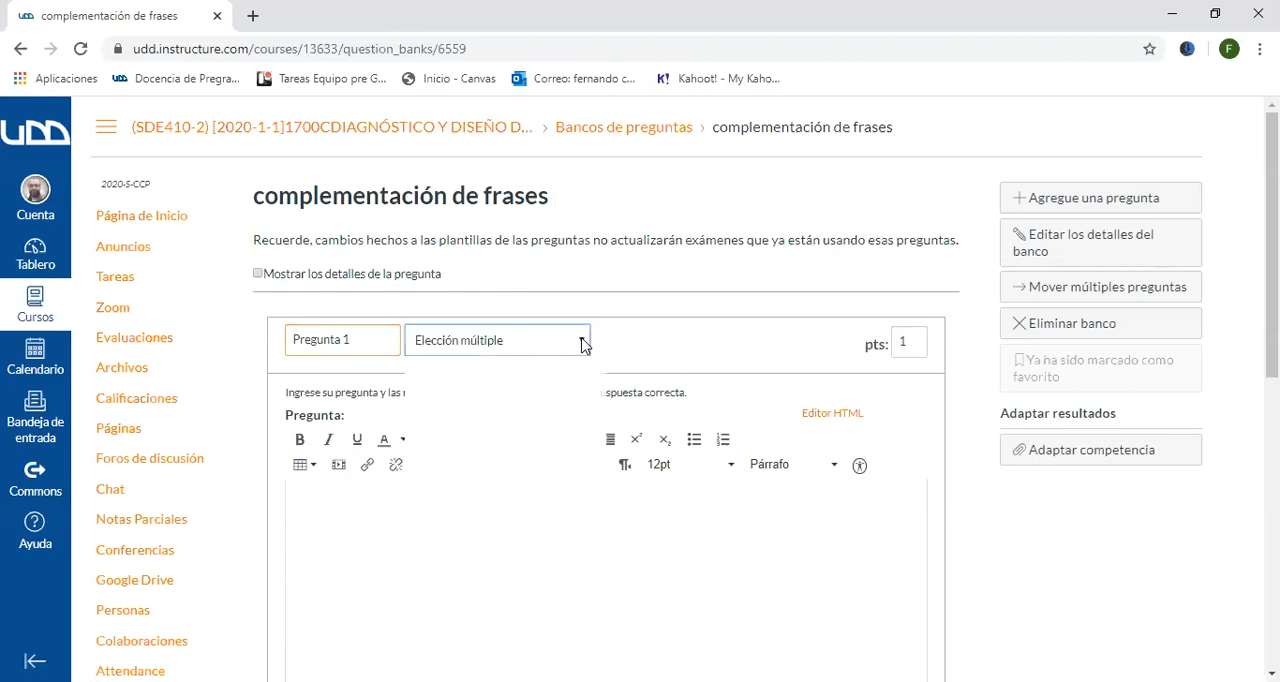 complementación de frases
udd.instructure.com/courses/13633/question_banks/6559
F
Aplicaciones
Docencia de Pregra...
Tareas Equipo pre G...
Inicio - Canvas
Correo: fernando c...
K! Kahoot! - My Kaho...
UDD
(SDE410-2) [2020-1-1]1700CDIAGNÓSTICO Y DISEÑO D... > Bancos de preguntas > complementación de frases
Cuenta
Tablero
Cursos
Calendario
Bandeja de
entrada
Commons
Ayuda
2020-S-CCP
Página de Inicio
Anuncios
Tareas
Zoom
Evaluaciones
Archivos
Calificaciones
Páginas
Foros de discusión
Chat
Notas Parciales
Conferencias
Google Drive
Personas
Colaboraciones
Attendance
complementación de frases
Recuerde, cambios hechos a las plantillas de las preguntas no actualizarán exámenes que ya están usando esas preguntas.
Mostrar los detalles de la pregunta
Pregunta 1
Elección múltiple
pts: 1
Ingrese su pregunta y las r
spuesta correcta.
Pregunta:
Editor HTML
B I U A
12pt
Párrafo
Agregue una pregunta
Editar los detalles del
banco
Mover múltiples preguntas
Eliminar banco
Ya ha sido marcado como
favorito
Adaptar resultados
Adaptar competencia